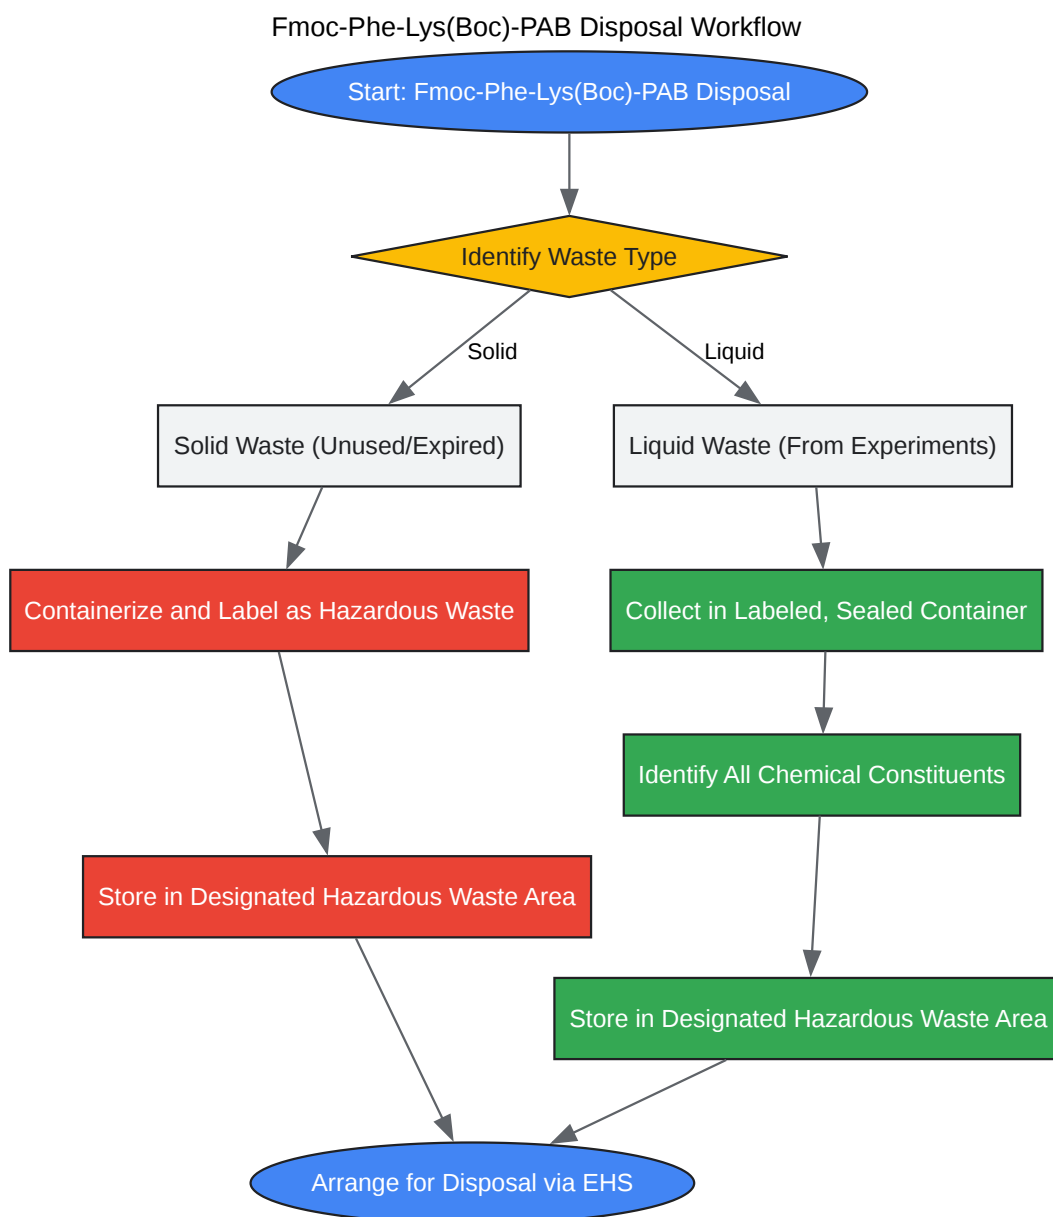 Fmoc-Phe-Lys(Boc)-PAB Disposal Workflow
Start: Fmoc-Phe-Lys(Boc)-PAB Disposal
Identify Waste Type
Solid
Liquid
Solid Waste (Unused/Expired)
Liquid Waste (From Experiments)
Containerize and Label as Hazardous Waste
Collect in Labeled, Sealed Container
Identify All Chemical Constituents
Store in Designated Hazardous Waste Area
Store in Designated Hazardous Waste Area
Arrange for Disposal via EHS